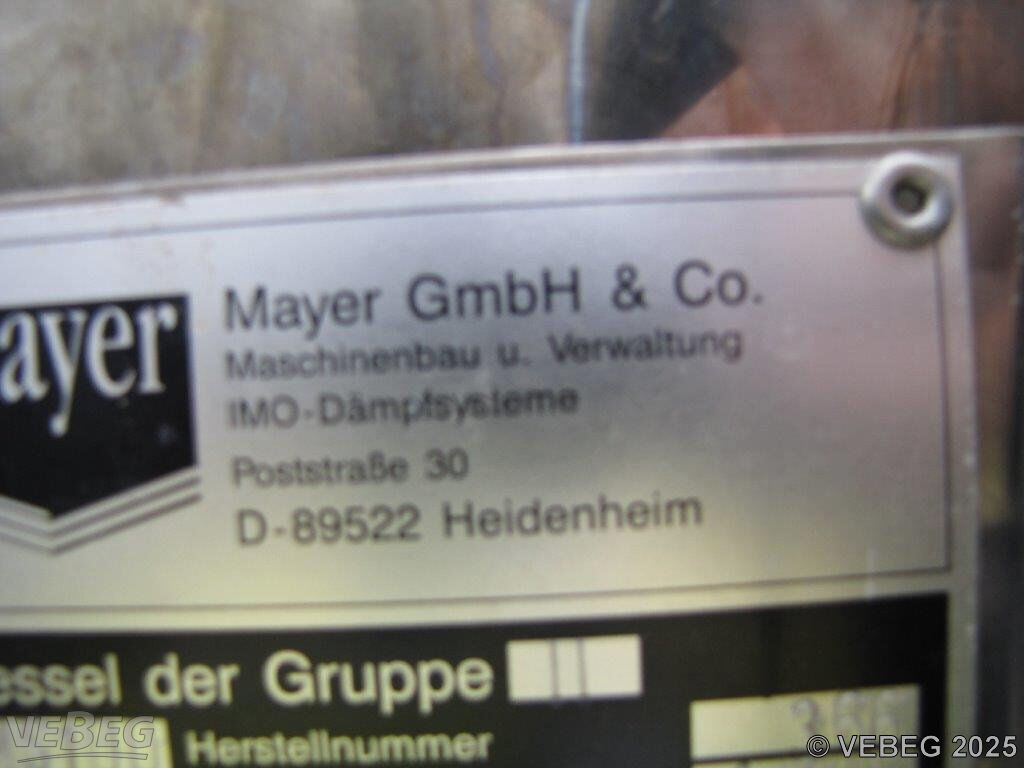 ayer
Mayer GmbH & Co.
Maschinenbau u. Verwaltung
IMO-Dämpfsysteme
Poststraße 30
D-89522 Heidenheim
essel der Gruppe II
Herstellnummer
VEBEG
© VEBEG 2025